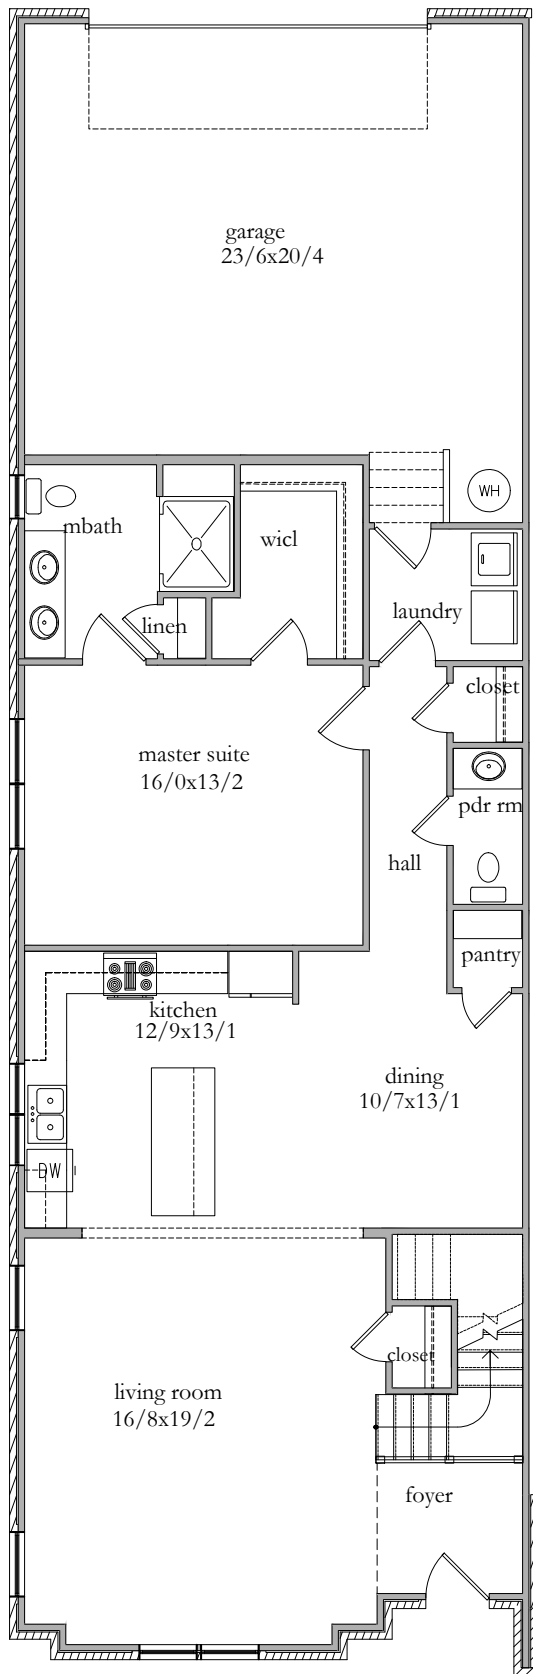 garage
23/6x20/4
WH
mbath
wicl
linen
laundry
closet
master suite
16/0x13/2
pdr rm
hall
pantry
kitchen
12/9x13/1
dining
10/7x13/1
DW
closet
living room
16/8x19/2
foyer